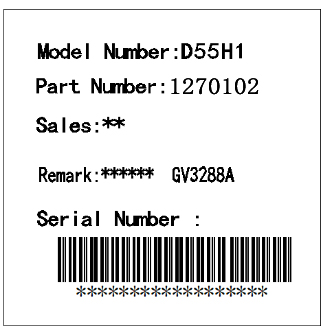 Model Number:D55H1
Part Number:1270102
Sales:**
Remark:****** GV3288A
Serial Number :
******************